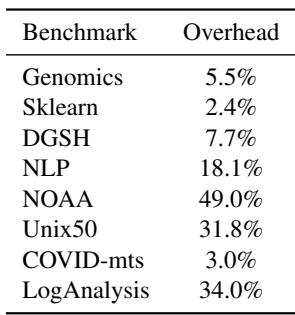 Benchmark Overhead
Genomics 5.5%
Sklearn 2.4%
DGSH 7.7%
NLP 18.1%
NOAA 49.0%
Unix50 31.8%
COVID-mts 3.0%
LogAnalysis 34.0%